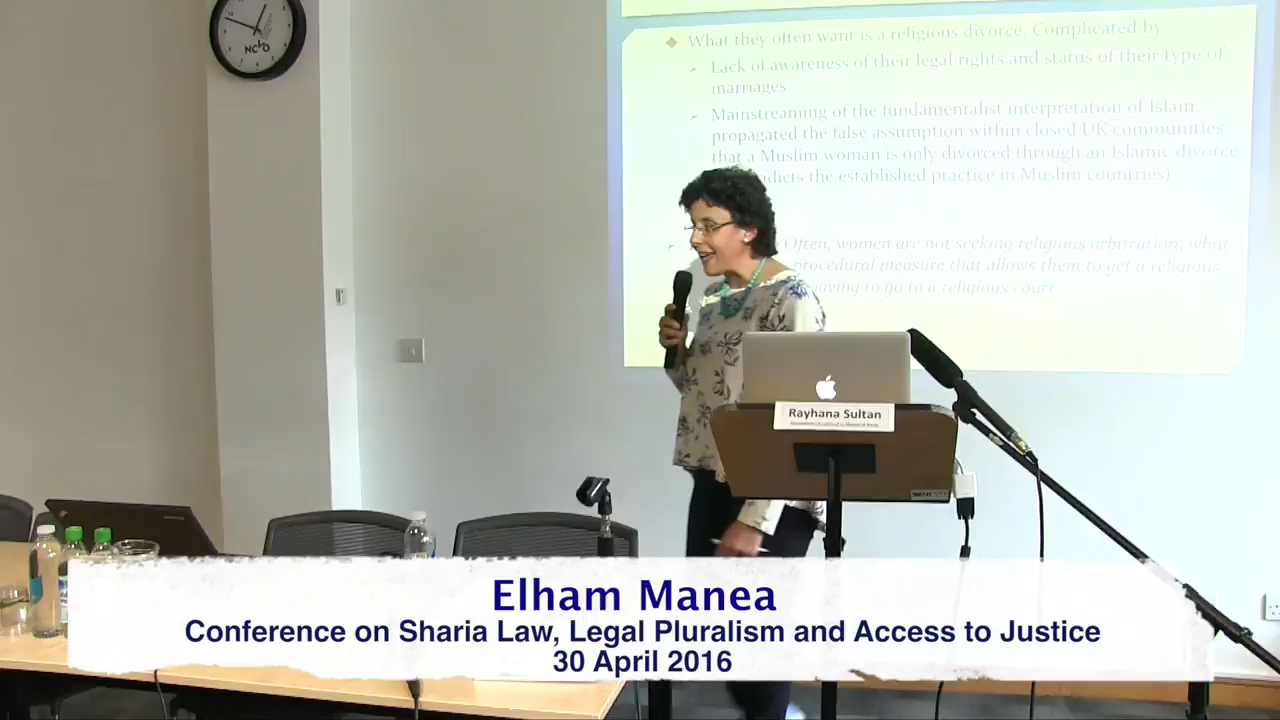 NCVO
What they often want is a religious divorce. Complicated by
Lack of awareness of their legal rights and status of their type of
marriages
Mainstreaming of the fundamentalist interpretation of Islam;
propagated the false assumption within closed UK communities
that a Muslim woman is only divorced through an Islamic divorce
adicts the established practice in Muslim countries)
Often, women are not seeking religious arbitration; what
procedural measure that allows them to get a religious
having to go to a religious court
Rayhana Sultan
Elham Manea
Conference on Sharia Law, Legal Pluralism and Access to Justice
30 April 2016